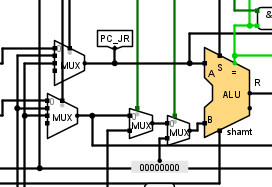 &
PC_JR
S
MUX
A
=
R
ALU
MUX
MUX
MUX
B
shamt
00000000